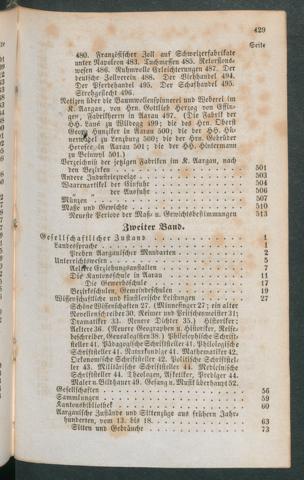 429
Seite
480. Französischer Zoll auf Schweizerfabrikate
unter Napoleon 483. Tuchmessen 485. Retorsions-
wesen 486. Ruhmvolle Erleichterungen 487. Der
deutsche Zollverein 488. Der Viehhandel 494.
Der Pferdehandel 495. Der Schafhandel 495.
Strohgeflecht 496.
Notizen über die Baumwollenspinnerei und Weberei im
K. Aargau, von Hrn. Gottlieb Herzog von Effin-
gen, Fabrikherrn in Aarau 497. (Die Fabrik der
HH. Laué zu Wildegg 499; die des Hrn. Oberst
Georg Hunziker in Aarau 500; die der HH. Hü-
nerwadel zu Lenzburg 500; die der Hrn. Gebrüder
Herosé in Aarau 501; die der HH. Hintermann
zu Beinwil 501.)
Verzeichniß der jetzigen Fabriken im K. Aargau, nach
den Bezirken 501
Andere Industriezweige 503
Waarenartikel der Einfuhr 504
der Ausfuhr 506
Münzen 507
Maße und Gewichte 510
Neueste Periode der Maß- u. Gewichtsbestimmungen 513
Zweiter Band.
Gesellschaftlicher Zustand 1
Landessprache 1
Proben Aargauischer Mundarten 2
Unterrichtswesen 5
Aeltere Erziehungsanstalten 7
Die Kantonsschule in Aarau 11
Die Gewerbschule 17
Bezirksschulen, Gemeindsschulen 19
Wissenschaftliche und künstlerische Leistungen 27
Schöne Wissenschaften 27. (Minnesänger 27; ein alter
Novellenschreiber 30. Reimer und Pritschenmeister 31;
Dramatiker 33. (Neuere Dichter 35.) Historiker:
Aeltere 36. (Neuere Geographen u. Historiker, Reise-
beschreiber, Genealogisten 38.) Philosophische Schrift-
steller 41. Pädagogische Schriftsteller 41. Philologische
Schriftsteller 41. Naturkundige 41. Mathematiker 42.
Oekonomische Schriftsteller 42. Politische Schriftstel-
ler 43. Militärische Schriftsteller 44. Medicinische
Schriftsteller 44. Theologen, Asketiker, Prediger 44.
Maler u. Bildhauer 49. Gesang u. Musik überhaupt 52.
Gesellschaften 56
Sammlungen 59
Kantonsbibliothek 60
Aargauische Zustände und Sittenzüge aus frühern Jahr-
hunderten, vom 13. bis 18. 63
Sitten und Gebräuche 73